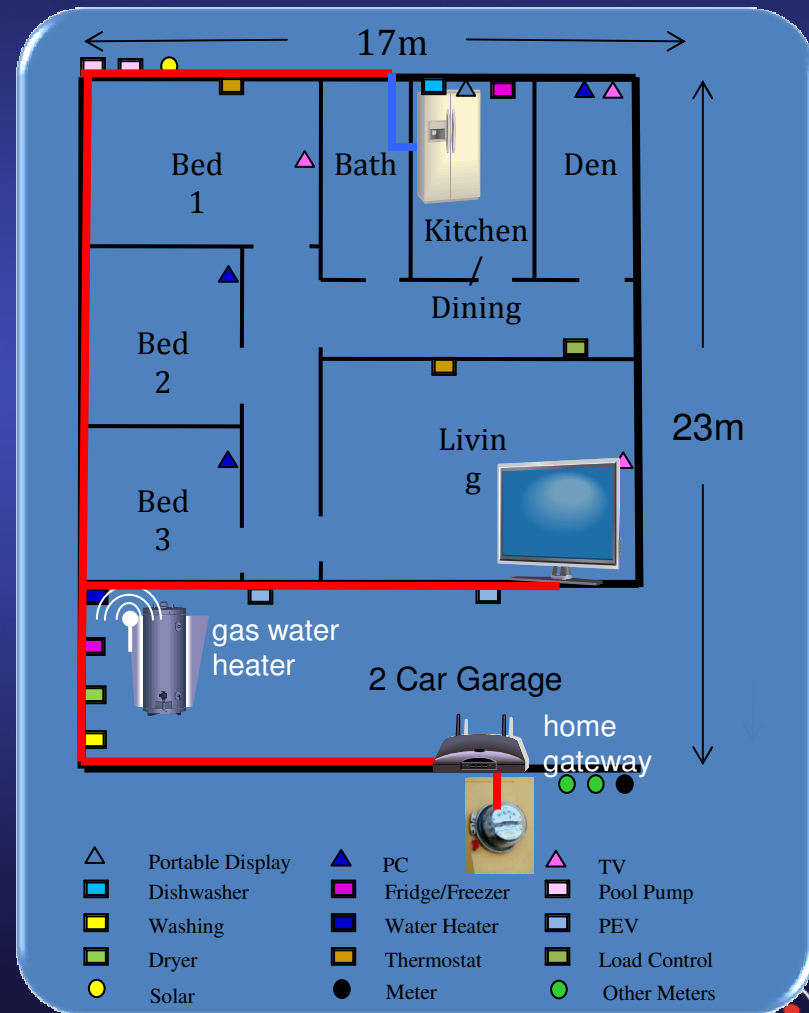 17m
Bed
1
Bath
Den
Kitchen
/
Dining
Bed
2
23m
Livin
g
Bed
3
gas water
heater
2 Car Garage
home
gateway
Portable Display
PC
TV
Dishwasher
Fridge/Freezer
Pool Pump
Washing
Water Heater
PEV
Dryer
Thermostat
Load Control
Solar
Meter
Other Meters